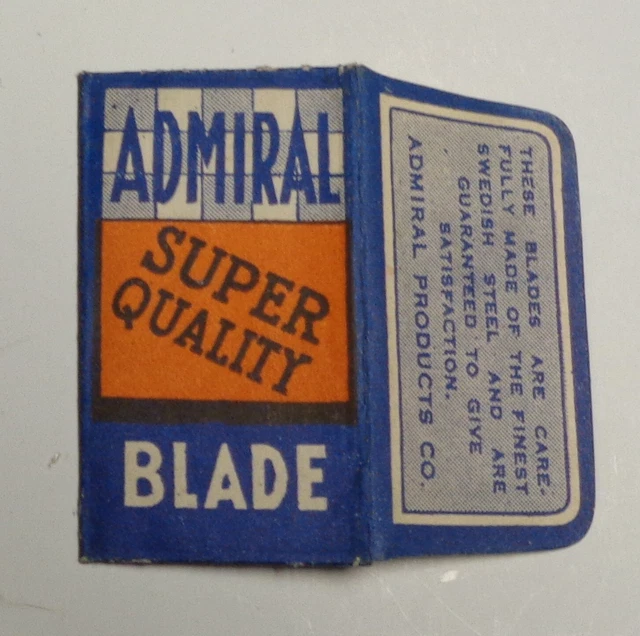 ADMIRAL
SUPER
QUALITY
BLADE
THESE BLADES ARE CARE-
FULLY MADE OF THE FINEST
SWEDISH STEEL AND ARE
GUARANTEED TO GIVE
SATISFACTION.
ADMIRAL PRODUCTS CO.